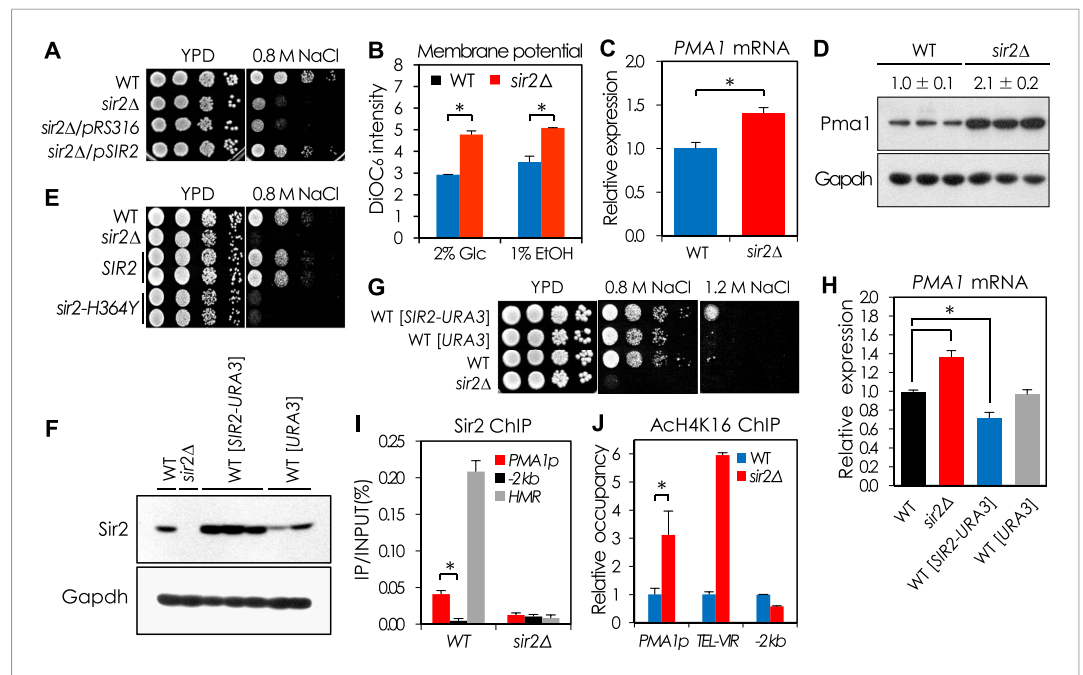 A
YPD
0.8 M NaCl
WT
sir2Δ
sir2Δ/pRS316
sir2Δ/pSIR2
B
Membrane potential
WT
sir2Δ
DiOC6 intensity
8
7
6
5
4
3
2
1
0
*
*
2% Glc
1% EtOH
C
PMA1 mRNA
Relative expression
2.0
1.5
1.0
0.5
0.0
*
WT
sir2Δ
D
WT
sir2Δ
1.0 ± 0.1
2.1 ± 0.2
Pma1
Gapdh
E
YPD
0.8 M NaCl
WT
sir2Δ
SIR2
sir2-H364Y
F
WT
sir2Δ
WT [SIR2-URA3]
WT [URA3]
Sir2
Gapdh
G
YPD
0.8 M NaCl
1.2 M NaCl
WT [SIR2-URA3]
WT [URA3]
WT
sir2Δ
H
PMA1 mRNA
Relative expression
2.0
1.8
1.6
1.4
1.2
1.0
0.8
0.6
0.4
0.2
0.0
*
WT
sir2Δ
WT [SIR2-URA3]
WT [URA3]
I
Sir2 ChIP
IP/INPUT(%)
0.25
0.20
0.15
0.10
0.05
0.00
PMA1p
-2kb
HMR
*
WT
sir2Δ
J
AcH4K16 ChIP
Relative occupancy
6
5
4
3
2
1
0
WT
sir2Δ
*
PMA1p
TEL-VIR
-2kb